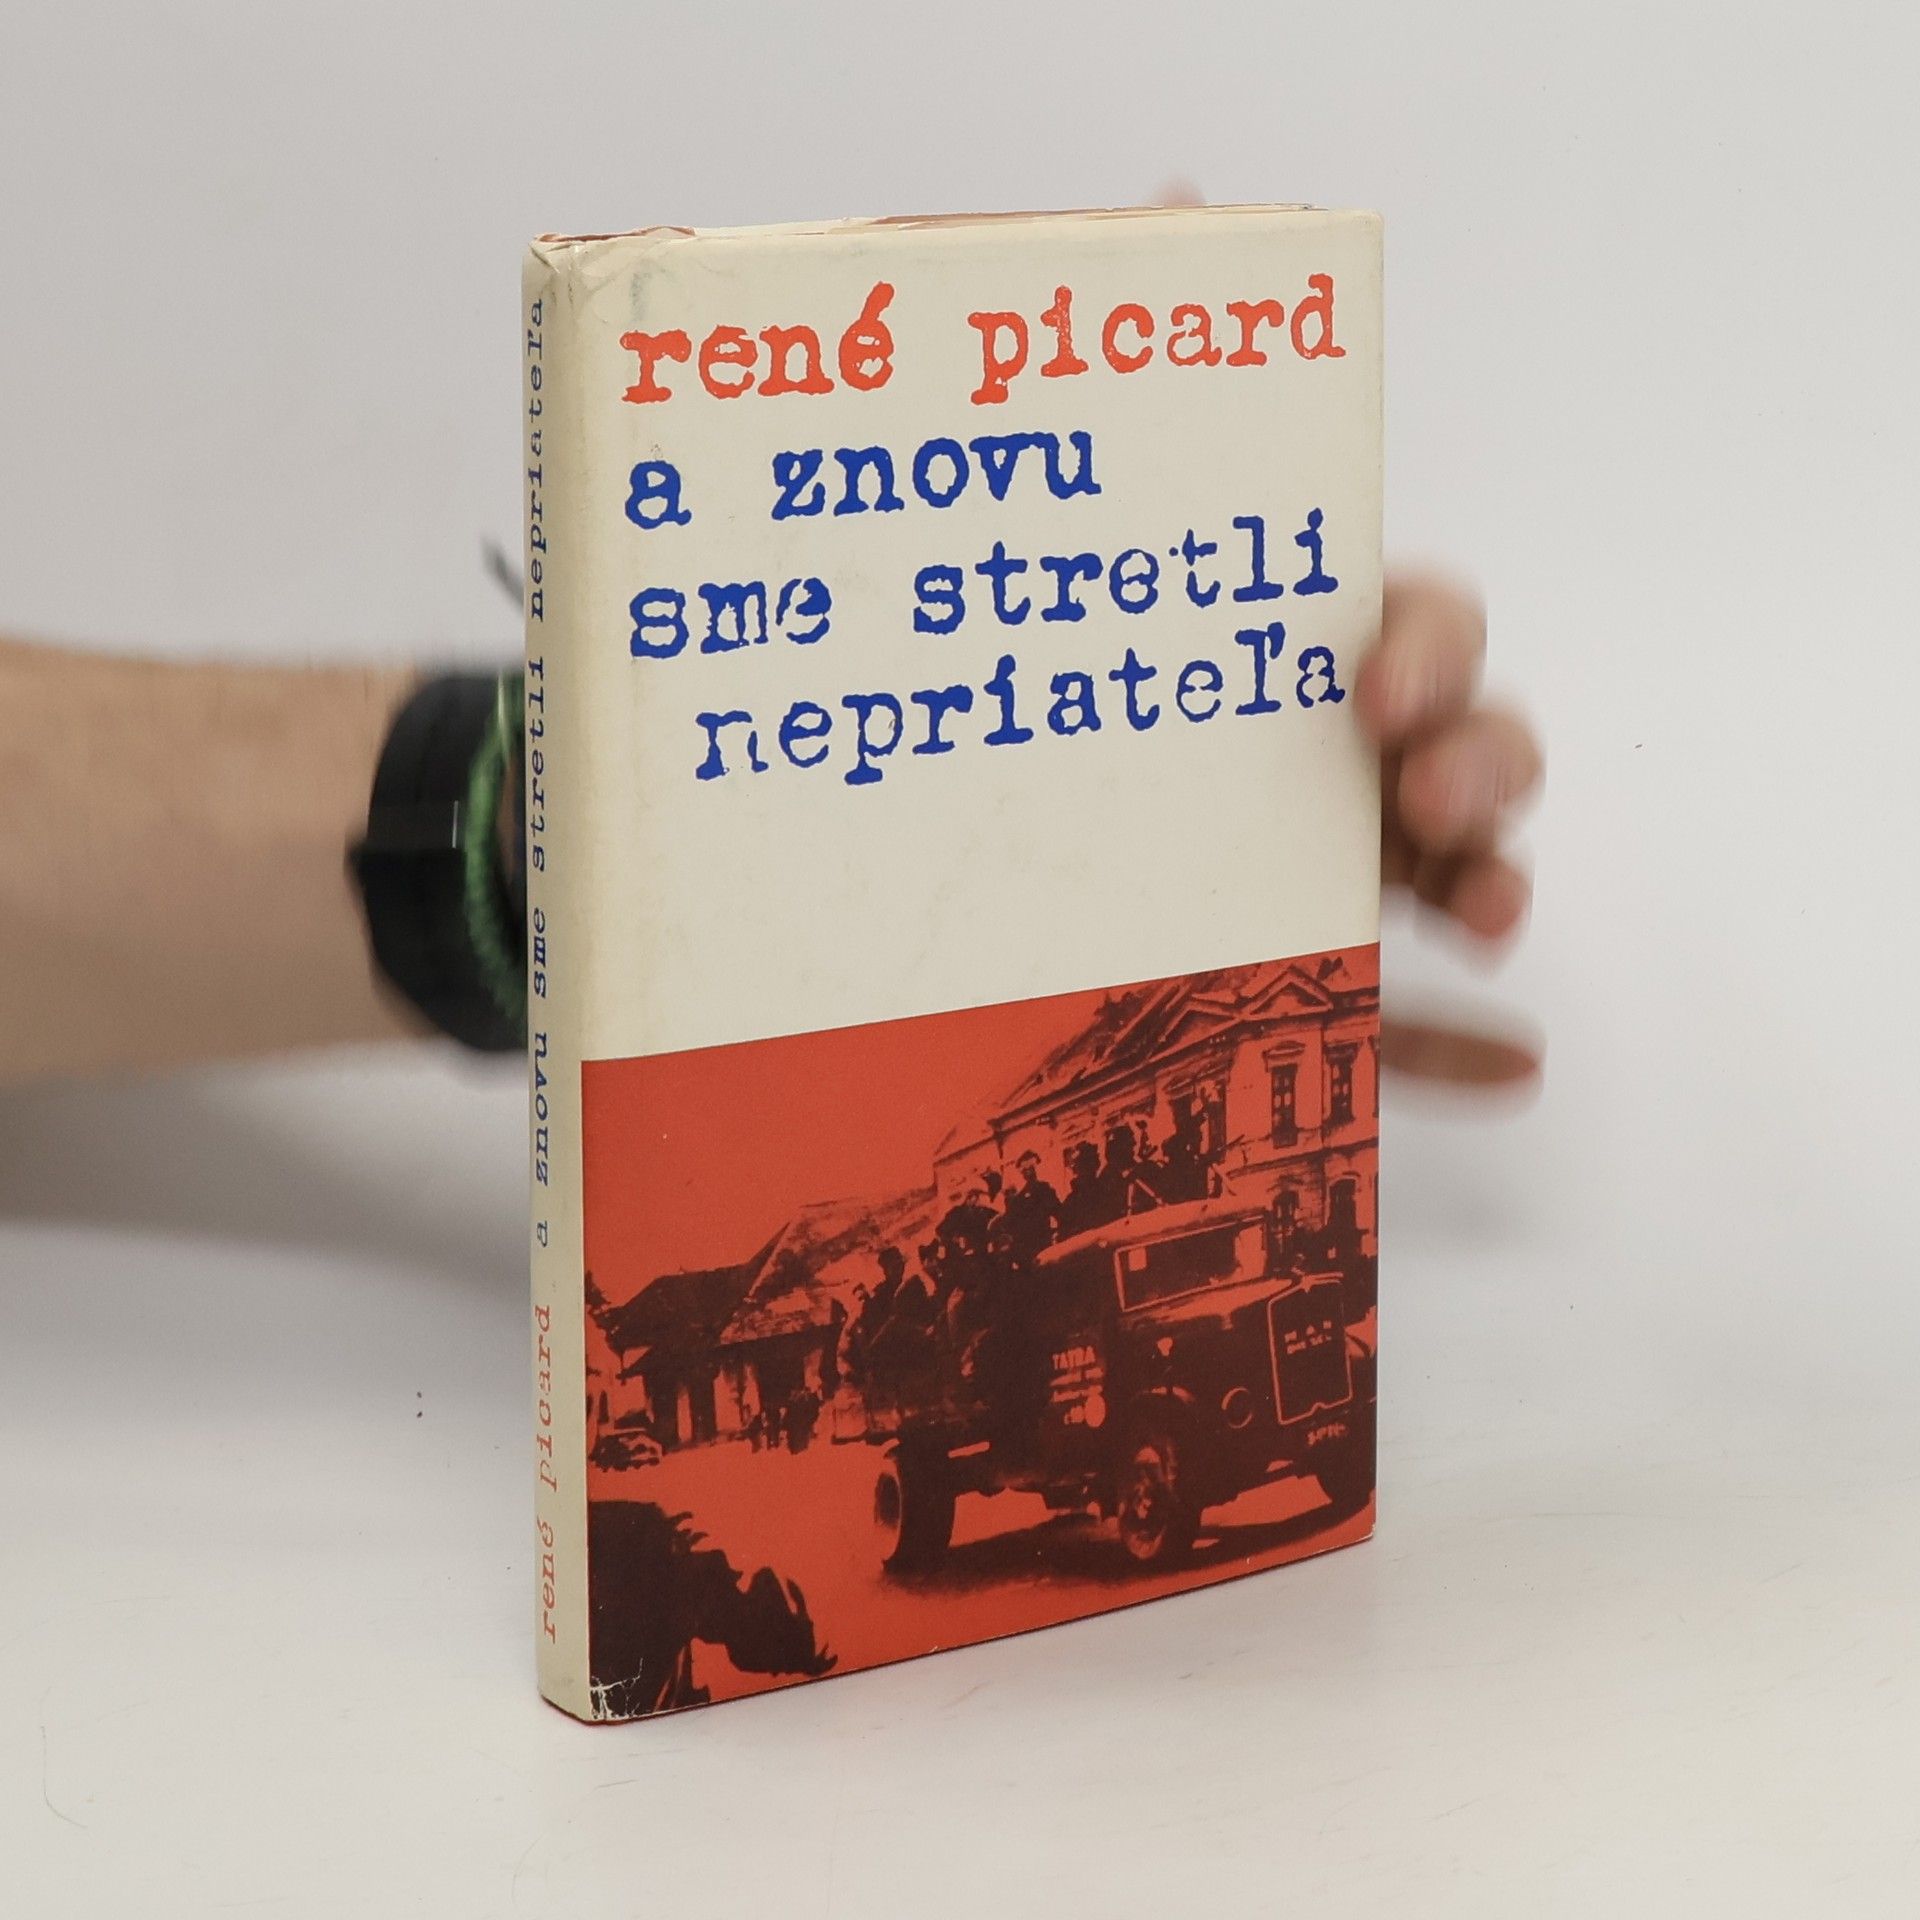 rené picard
a znovu
sme stretli
nepriateľa
rené picard a znovu sme stretli nepriateľa
TATRA